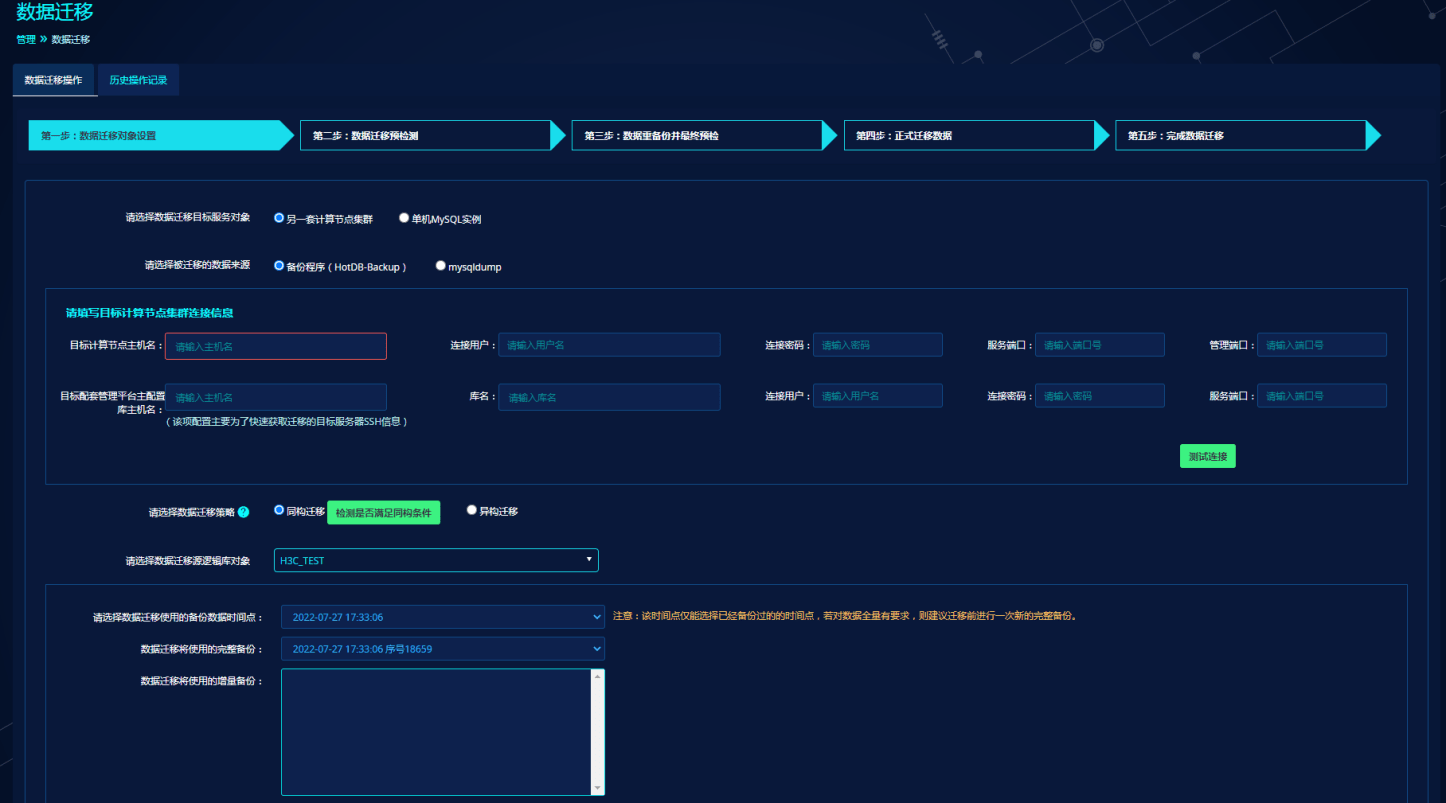 数据迁移
管理 » 数据迁移
数据迁移操作 历史操作记录
第一步：数据迁移对象设置 第二步：数据迁移预检测 第三步：数据重备份并最终预检 第四步：正式迁移数据 第五步：完成数据迁移
请选择数据迁移目标服务对象 另一套计算节点集群 单机MySQL实例
请选择被迁移的数据来源 备份程序（HotDB-Backup） mysqldump
请填写目标计算节点集群连接信息
目标计算节点主机名： 请输入主机名 连接用户： 请输入用户名 连接密码： 请输入密码 服务端口： 请输入端口号 管理端口： 请输入端口号
目标配套管理平台主配置 请输入主机名 库名： 请输入库名 连接用户： 请输入用户名 连接密码： 请输入密码 服务端口： 请输入端口号
库主机名：
（该项配置主要为了快速获取迁移的目标服务器SSH信息）
测试连接
请选择数据迁移策略 ? 同构迁移 检测是否满足同构条件 异构迁移
请选择数据迁移源逻辑库对象 H3C_TEST
请选择数据迁移使用的备份数据时间点： 2022-07-27 17:33:06 注意：该时间点仅能选择已经备份过的的时间点，若对数据全量有要求，则建议迁移前进行一次新的完整备份。
数据迁移将使用的完整备份： 2022-07-27 17:33:06 序号18659
数据迁移将使用的增量备份：